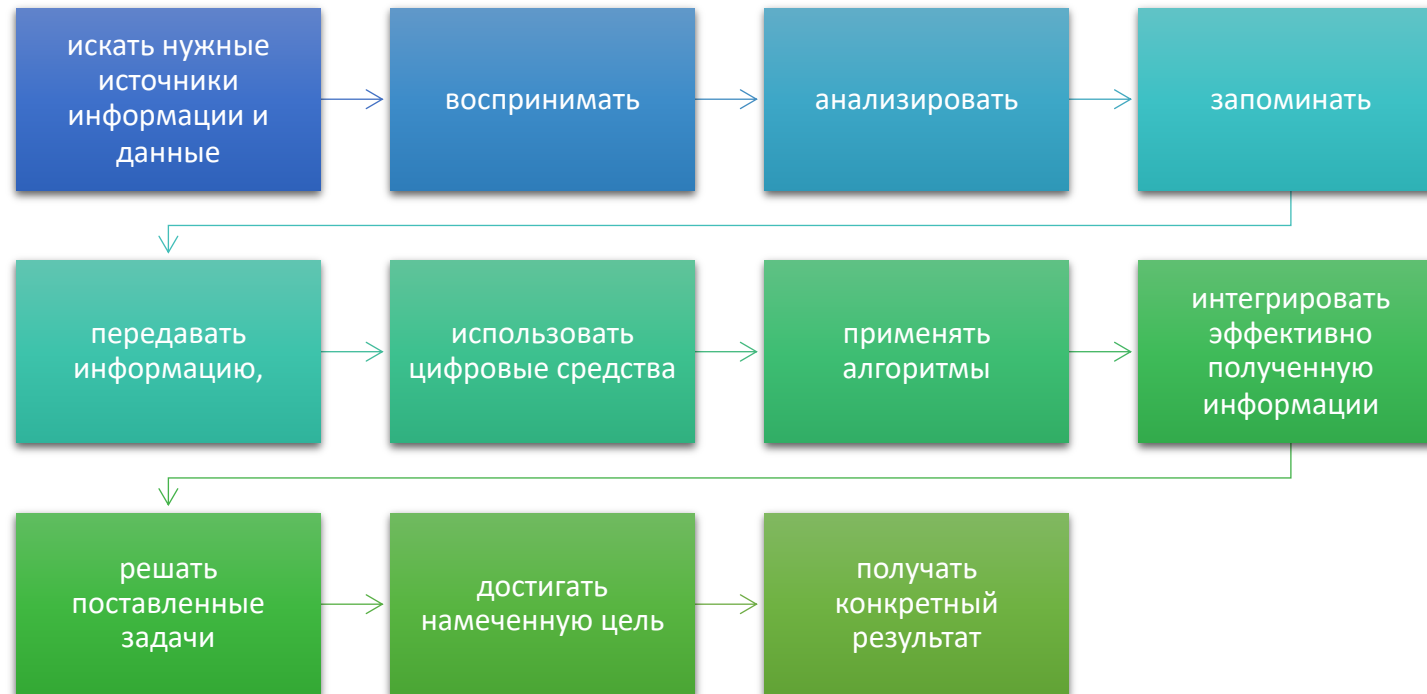 искать нужные
источники
информации и
данные
воспринимать
анализировать
запоминать
передавать
информацию,
использовать
цифровые средства
применять
алгоритмы
интегрировать
эффективно
полученную
информации
решать
поставленные
задачи
достигать
намеченную цель
получать
конкретный
результат